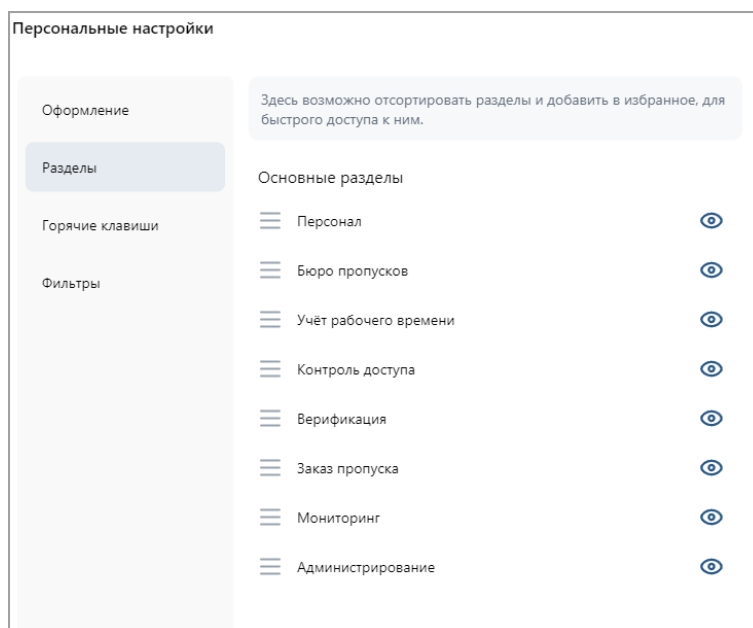 Персональные настройки
Оформление
Разделы
Горячие клавиши
Фильтры
Здесь возможно отсортировать разделы и добавить в избранное, для
быстрого доступа к ним.
Основные разделы
Персонал
Бюро пропусков
Учёт рабочего времени
Контроль доступа
Верификация
Заказ пропуска
Мониторинг
Администрирование